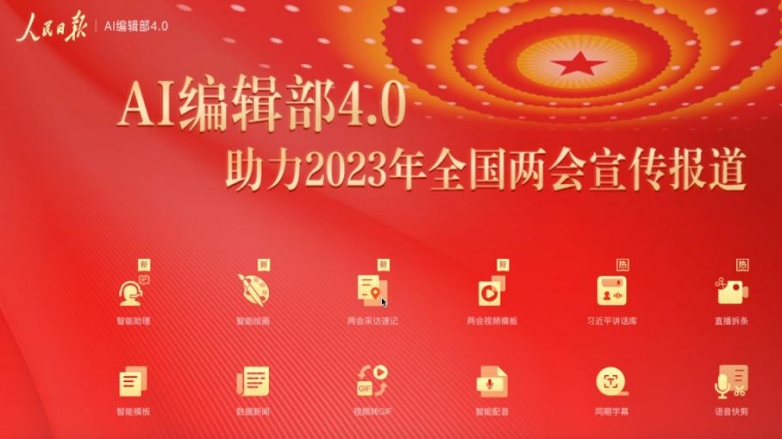 人民日报 | AI编辑部4.0
AI编辑部4.0
助力2023年全国两会宣传报道
新 新 新 新 热 热
智能助理 智能绘画 两会采访速记 两会视频模板 习近平讲话库 直播拆条
GIF T
智能模板 数据新闻 视频转GIF 智能配音 同期字幕 语音快剪